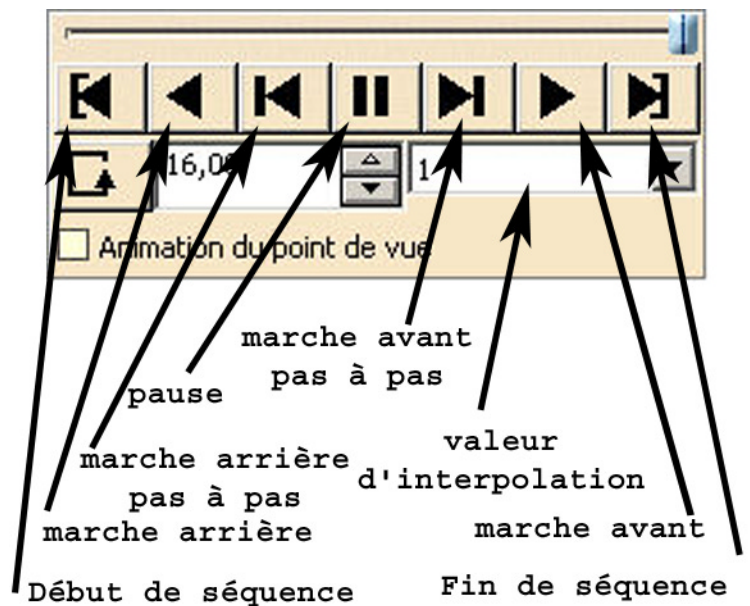 16,0
1
Animation du point de vue
marche avant
pas à pas
pause
valeur
d'interpolation
marche arrière
pas à pas
marche arrière
marche avant
Début de séquence
Fin de séquence